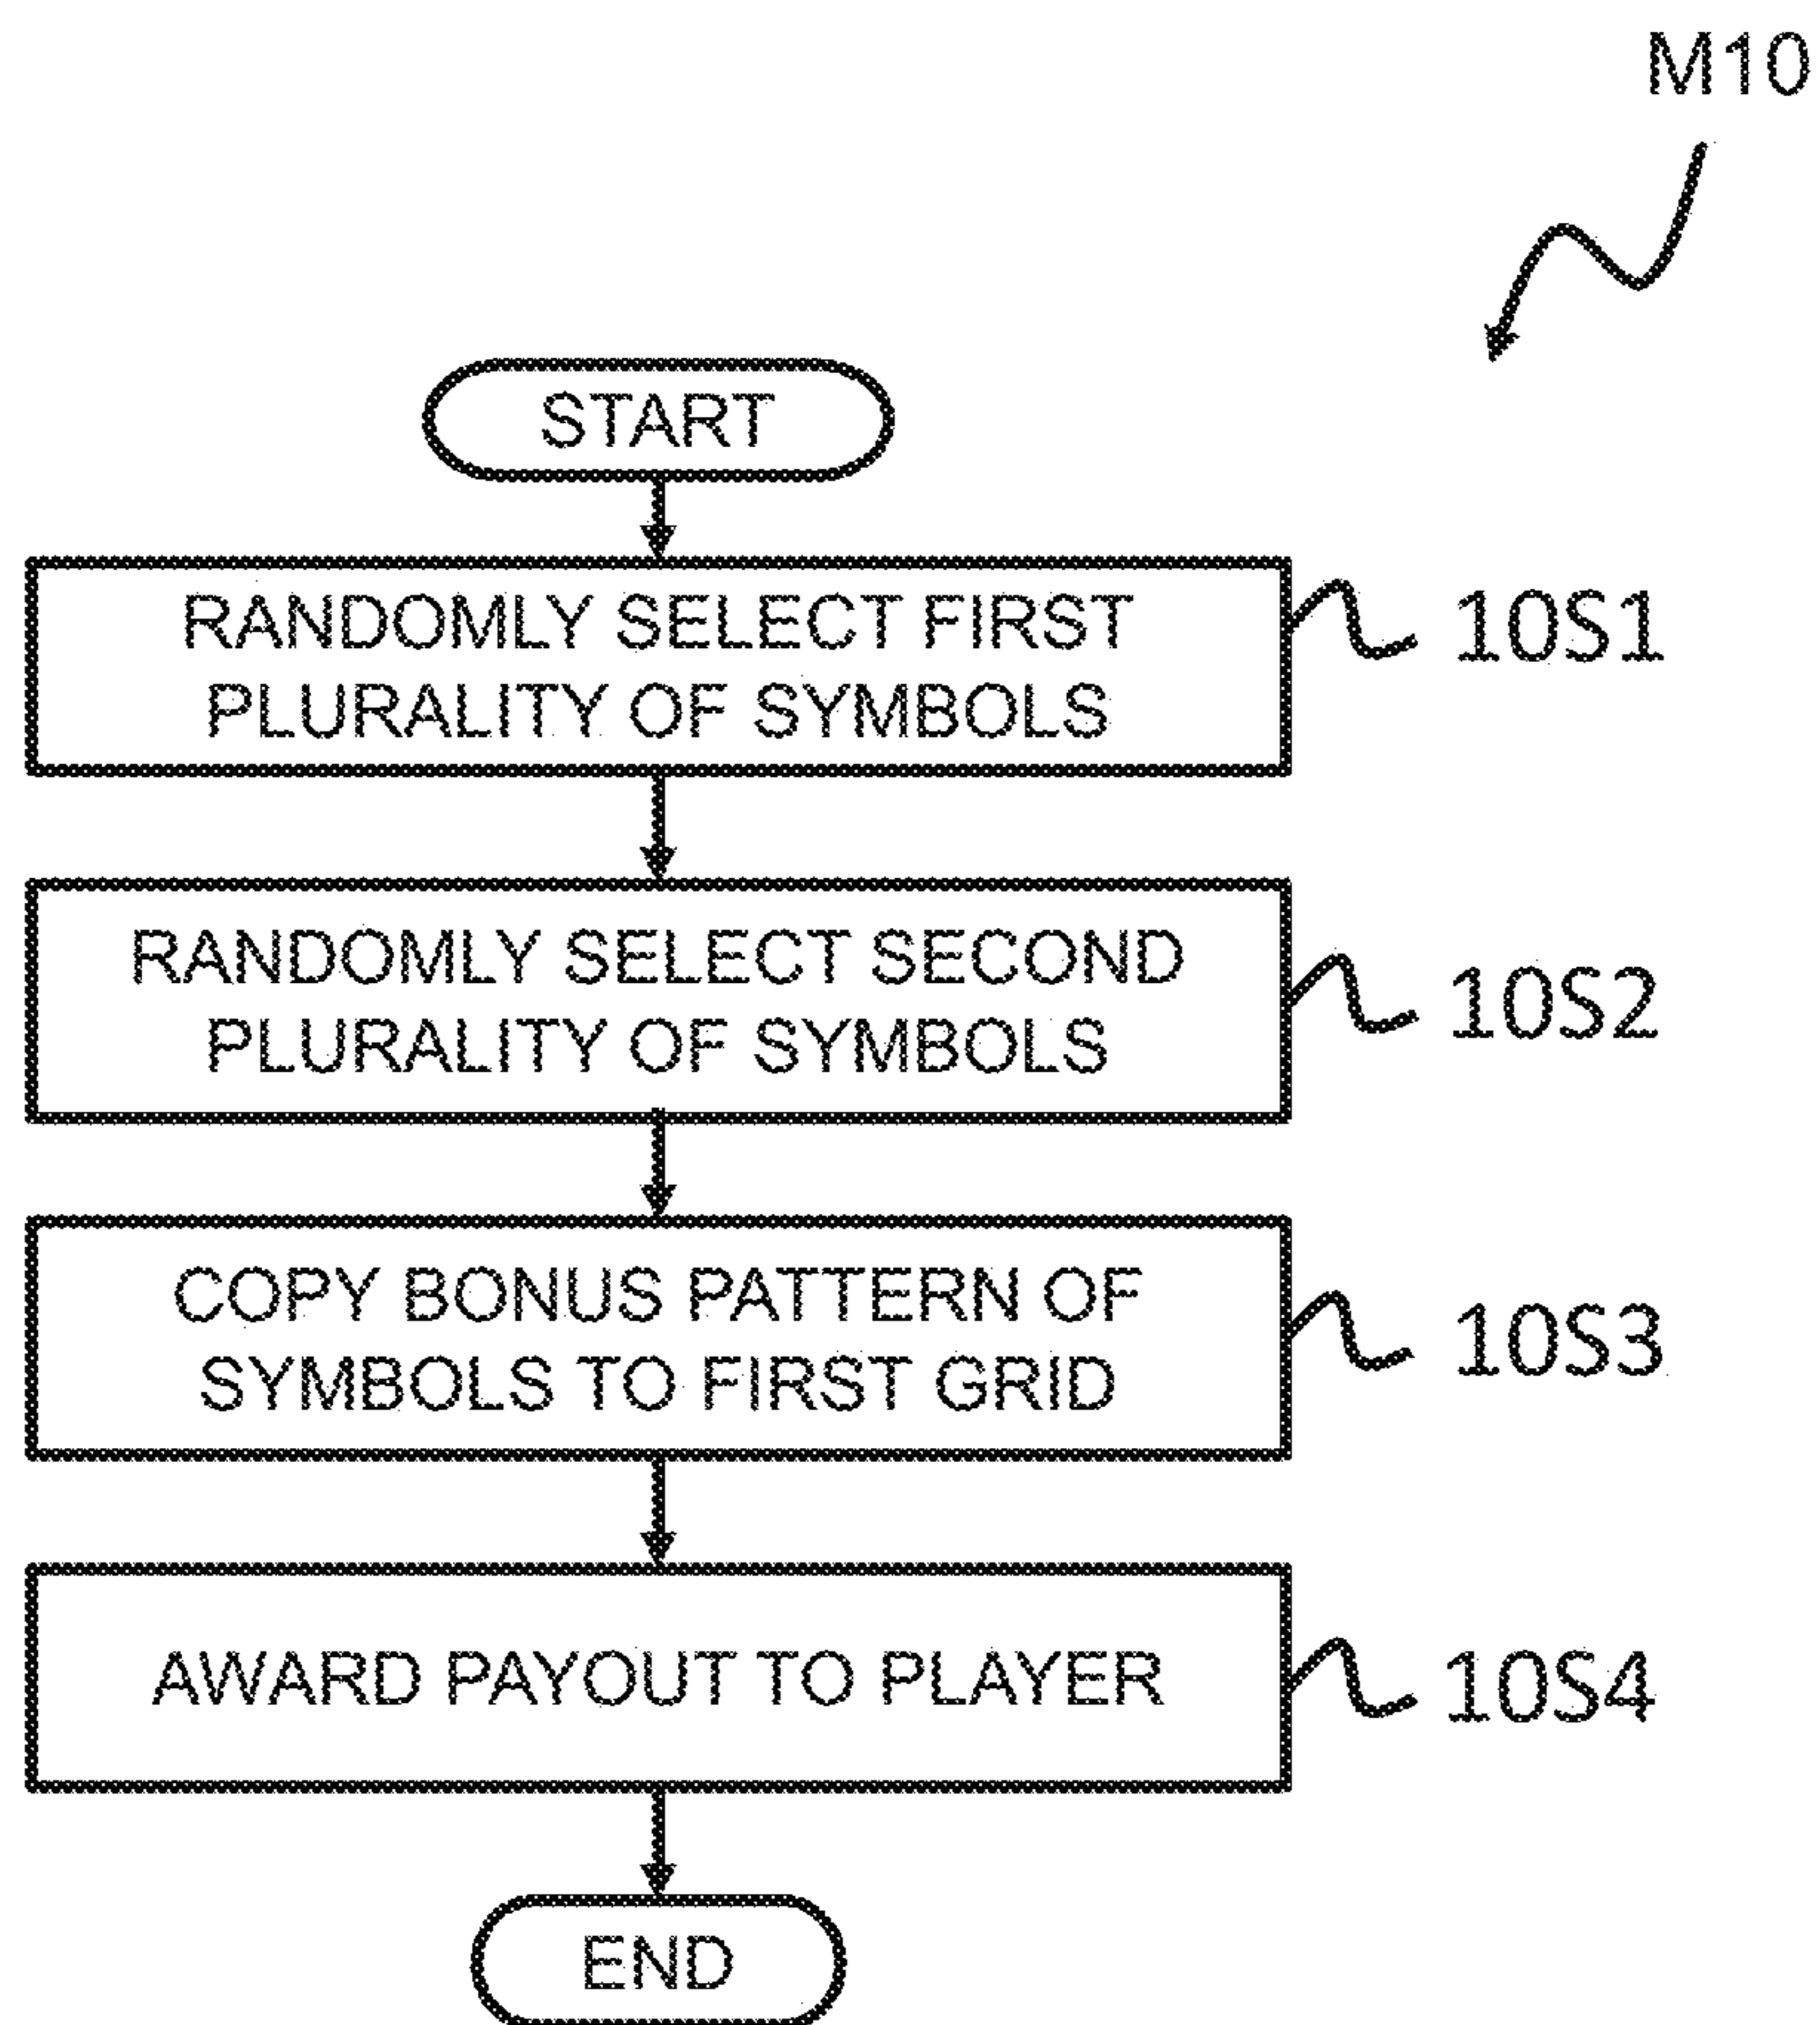 M10
START
RANDOMLY SELECT FIRST
PLURALITY OF SYMBOLS
10S1
RANDOMLY SELECT SECOND
PLURALITY OF SYMBOLS
10S2
COPY BONUS PATTERN OF
SYMBOLS TO FIRST GRID
10S3
AWARD PAYOUT TO PLAYER
10S4
END